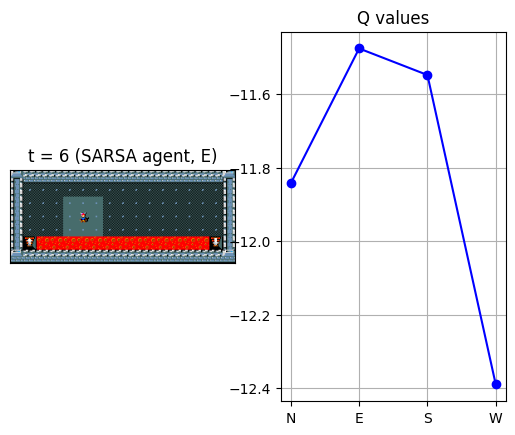 Q values
t = 6 (SARSA agent, E)
−11.6
−11.8
−12.0
−12.2
−12.4
N E S W